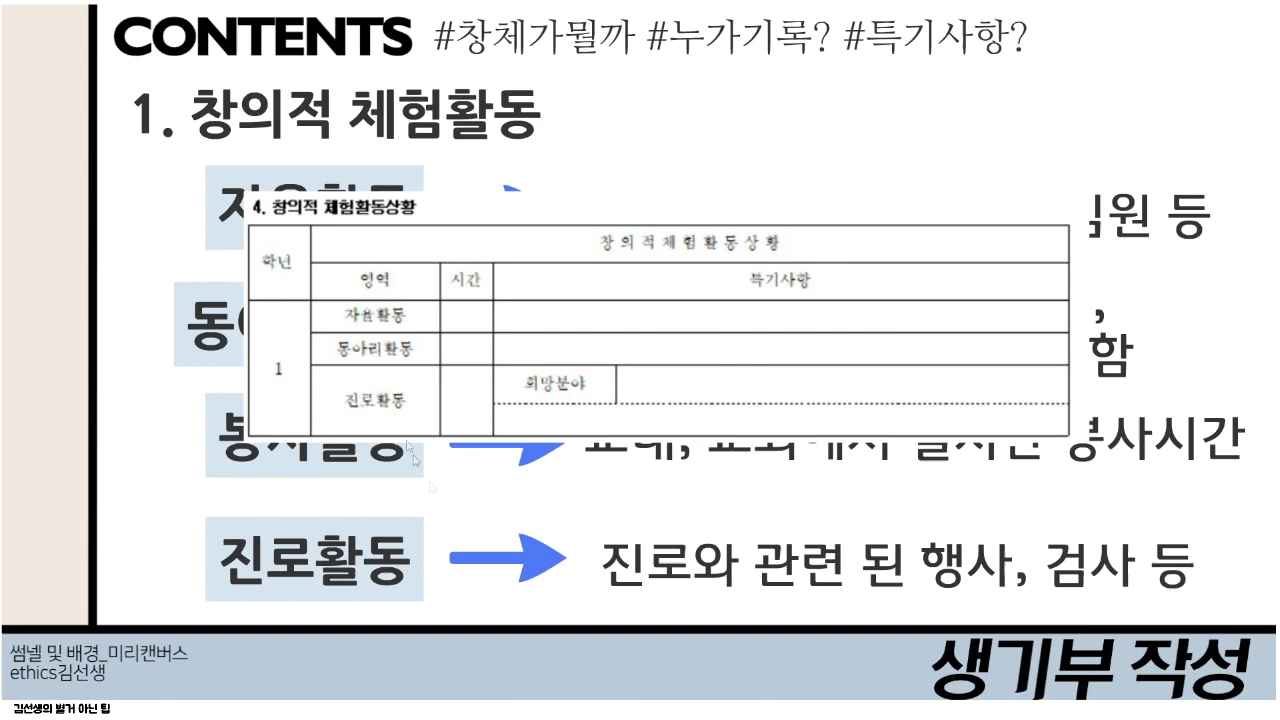 CONTENTS #창체가뭘까 #누가기록? #특기사항?
1. 창의적 체험활동
원 등
4. 창의적 체험활동상황
학년
창의적체험활동상황
영역 시간 특기사항
자율활동
동아리활동
1
진로활동
희망분야
함
봉사활동
봉사시간
진로활동 진로와 관련 된 행사, 검사 등
썸넬 및 배경_미리캔버스
ethics김선생
생기부 작성
김선생의 별거 아닌 팁